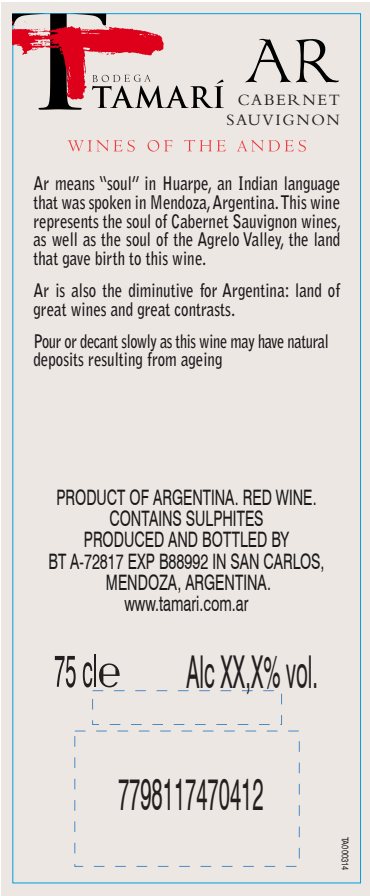 BODEGA
TAMARÍ
AR
CABERNET
SAUVIGNON
WINES OF THE ANDES
Ar means "soul" in Huarpe, an Indian language
that was spoken in Mendoza, Argentina. This wine
represents the soul of Cabernet Sauvignon wines,
as well as the soul of the Agrelo Valley, the land
that gave birth to this wine.
Ar is also the diminutive for Argentina: land of
great wines and great contrasts.
Pour or decant slowly as this wine may have natural
deposits resulting from ageing
PRODUCT OF ARGENTINA. RED WINE.
CONTAINS SULPHITES
PRODUCED AND BOTTLED BY
BT A-72817 EXP B88992 IN SAN CARLOS,
MENDOZA, ARGENTINA.
www.tamari.com.ar
75 cl e Alc XX,X% vol.
7798117470412
TA000314